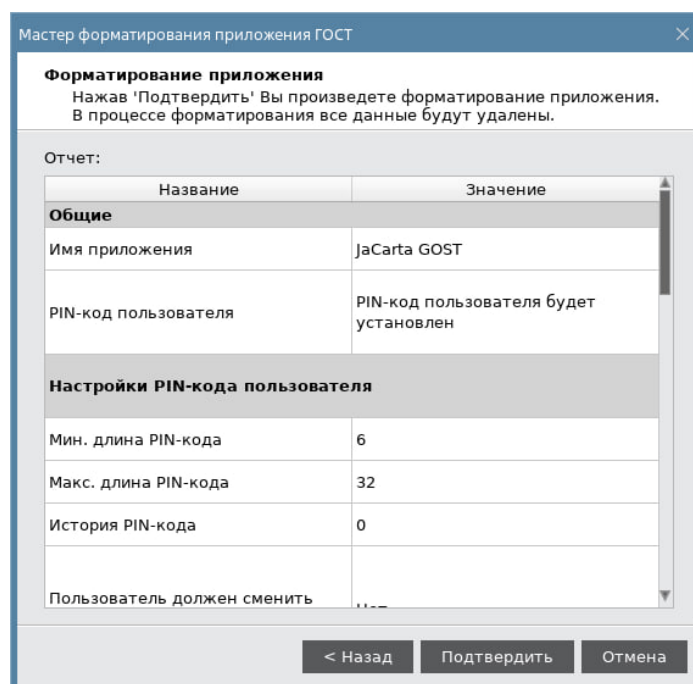 Мастер форматирования приложения ГОСТ
Форматирование приложения
Нажав 'Подтвердить' Вы произведете форматирование приложения.
В процессе форматирования все данные будут удалены.
Отчет:
Название Значение
Общие
Имя приложения JaCarta GOST
PIN-код пользователя PIN-код пользователя будет
установлен
Настройки PIN-кода пользователя
Мин. длина PIN-кода 6
Макс. длина PIN-кода 32
История PIN-кода 0
Пользователь должен сменить Нет
< Назад Подтвердить Отмена